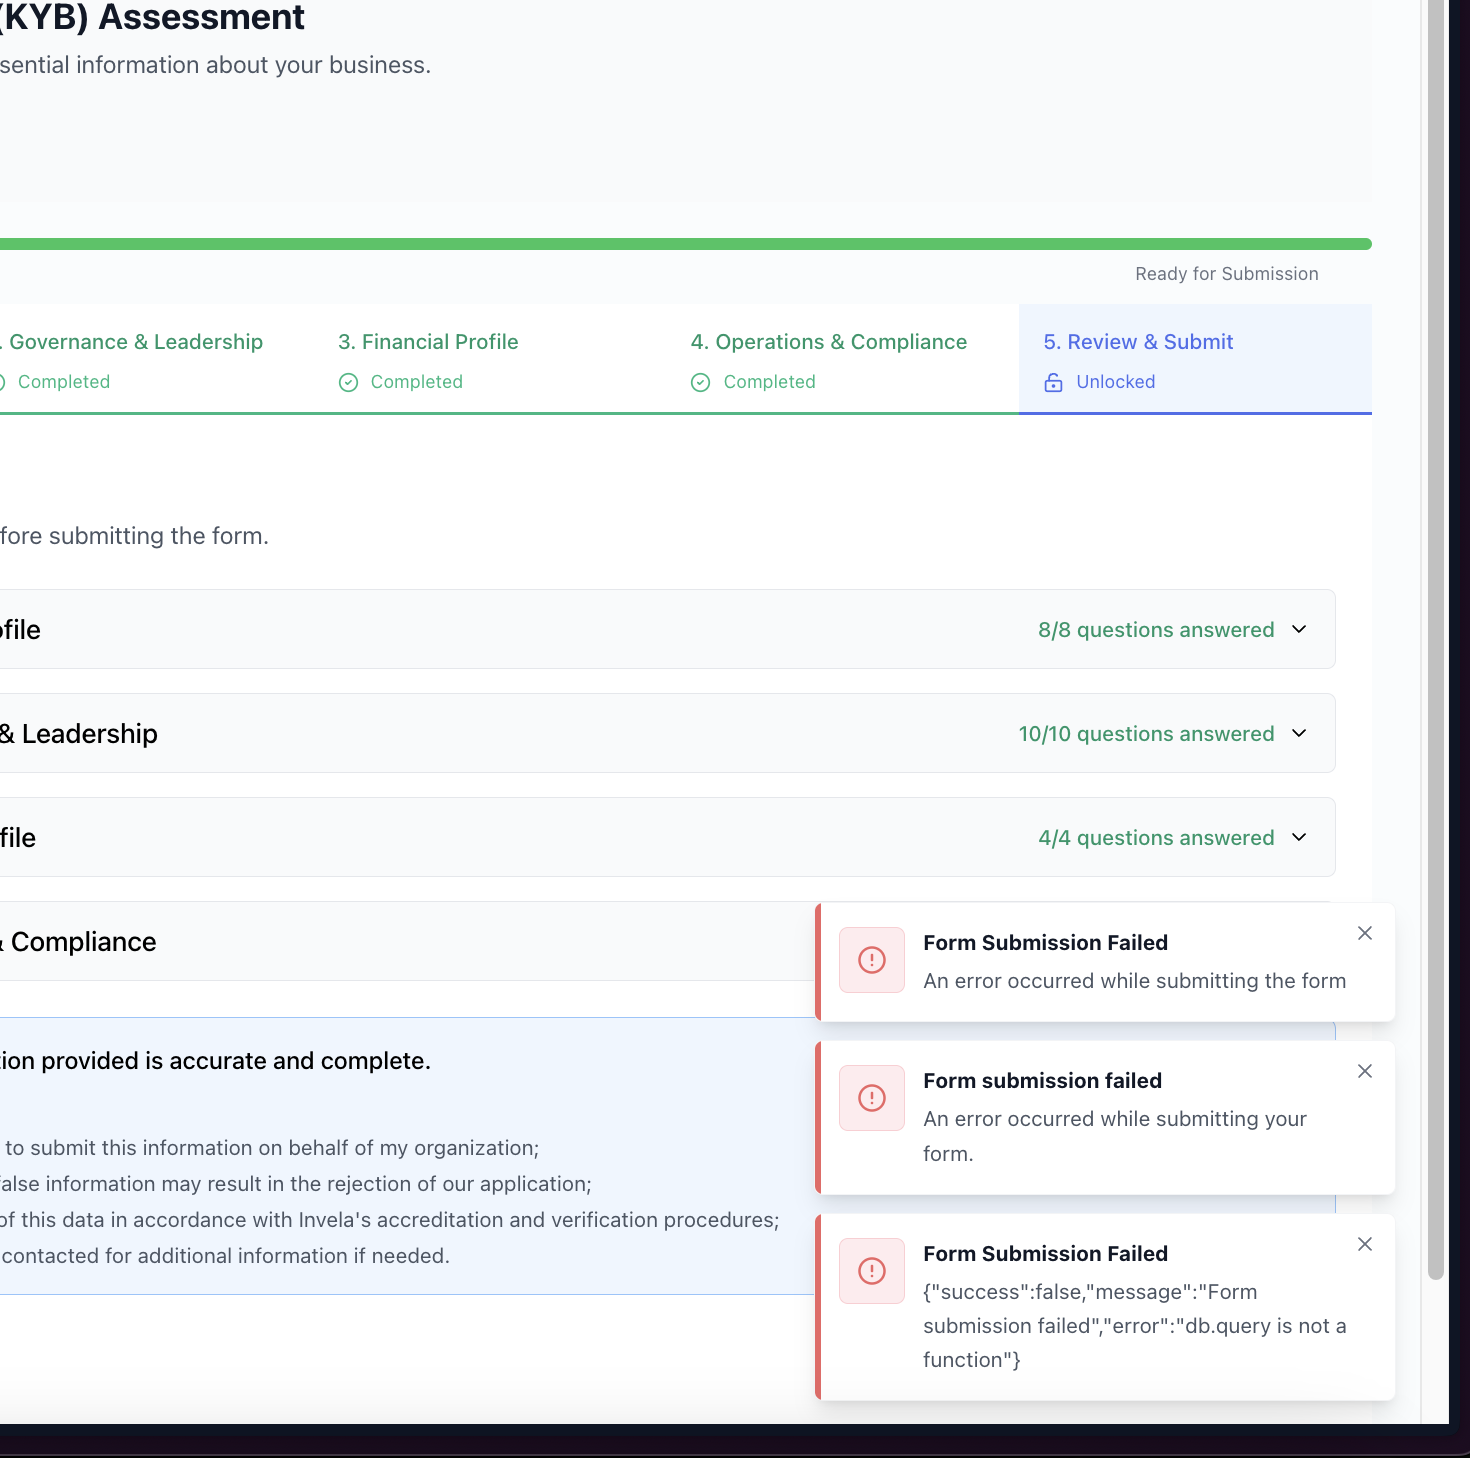 (KYB) Assessment
sential information about your business.
Ready for Submission
. Governance & Leadership
Completed
3. Financial Profile
Completed
4. Operations & Compliance
Completed
5. Review & Submit
Unlocked
fore submitting the form.
ofile
8/8 questions answered
& Leadership
10/10 questions answered
file
4/4 questions answered
& Compliance
tion provided is accurate and complete.
to submit this information on behalf of my organization;
false information may result in the rejection of our application;
of this data in accordance with Invela's accreditation and verification procedures;
contacted for additional information if needed.
Form Submission Failed
An error occurred while submitting the form
Form submission failed
An error occurred while submitting your
form.
Form Submission Failed
{"success":false,"message":"Form
submission failed","error":"db.query is not a
function"}